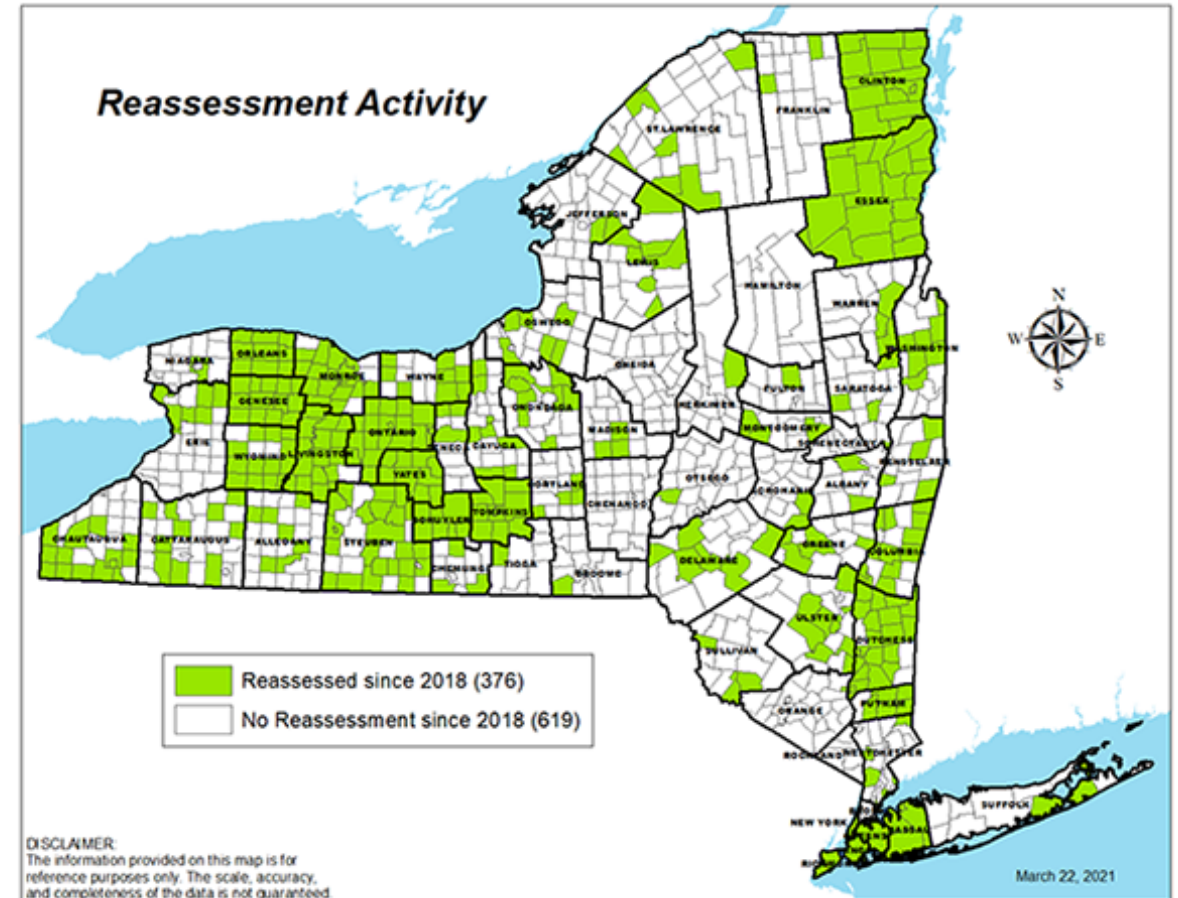 Reassessment Activity
CLINTON
FRANKLIN
ST.LAWRENCE
ESSEX
JEFFERSON
LEWIS
HAMILTON
WARREN
WASHINGTON
OSWEGO
ONEIDA
NIAGARA
ORLEANS
MONROE
WAYNE
FULTON
SARATOGA
GENESEE
ONONDAGA
HERKIMER
MONTGOMERY
ONTARIO
MADISON
SCHENECTADY
ERIE
WYOMING
LIVINGSTON
SENECA
CAYUGA
RENSSELAER
YATES
OTSEGO
SCHOHARIE
ALBANY
CORTLAND
CHENANGO
SCHUYLER
TOMPKINS
CHAUTAUQUA
CATTARAUGUS
ALLEGANY
STEUBEN
GREENE
COLUMBIA
CHEMUNG
TIOGA
BROOME
DELAWARE
ULSTER
DUTCHESS
SULLIVAN
PUTNAM
ORANGE
ROCKLAND
WESTCHESTER
SUFFOLK
NEW YORK
NASSAU
N
W
E
S
Reassessed since 2018 (376)
No Reassessment since 2018 (619)
DISCLAIMER:
The information provided on this map is for
reference purposes only. The scale, accuracy,
and completeness of the data is not guaranteed.
March 22, 2021